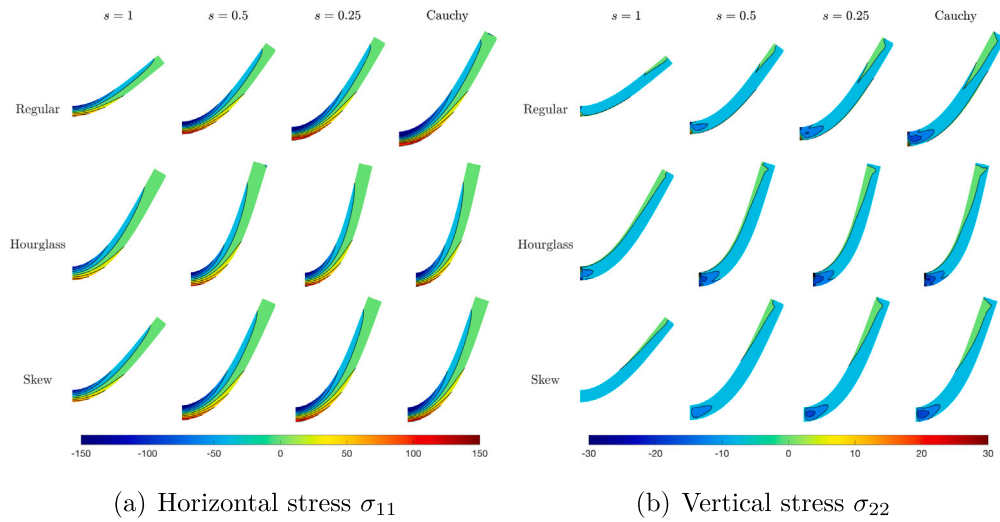 s = 1 s = 0.5 s = 0.25 Cauchy
Regular
Hourglass
Skew
-150 -100 -50 0 50 100 150
(a) Horizontal stress σ11
s = 1 s = 0.5 s = 0.25 Cauchy
Regular
Hourglass
Skew
-30 -20 -10 0 10 20 30
(b) Vertical stress σ22